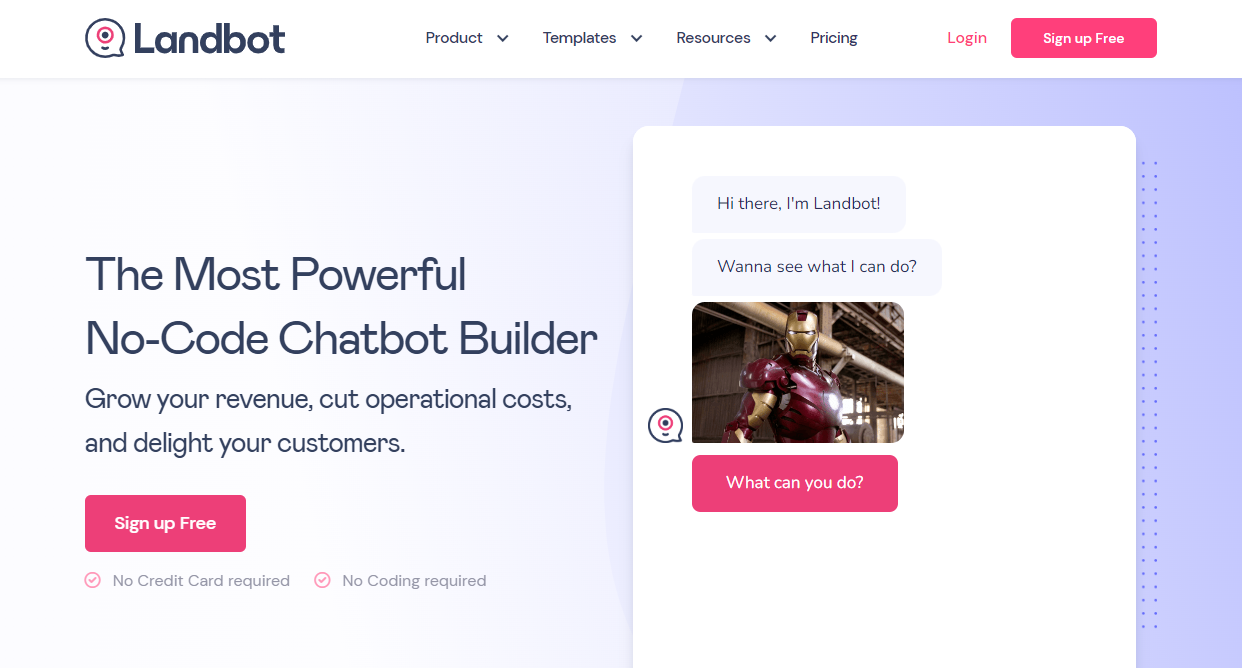 Landbot
Product
Templates
Resources
Pricing
Login
Sign up Free
The Most Powerful
No-Code Chatbot Builder
Grow your revenue, cut operational costs,
and delight your customers.
Sign up Free
No Credit Card required
No Coding required
Hi there, I'm Landbot!
Wanna see what I can do?
What can you do?